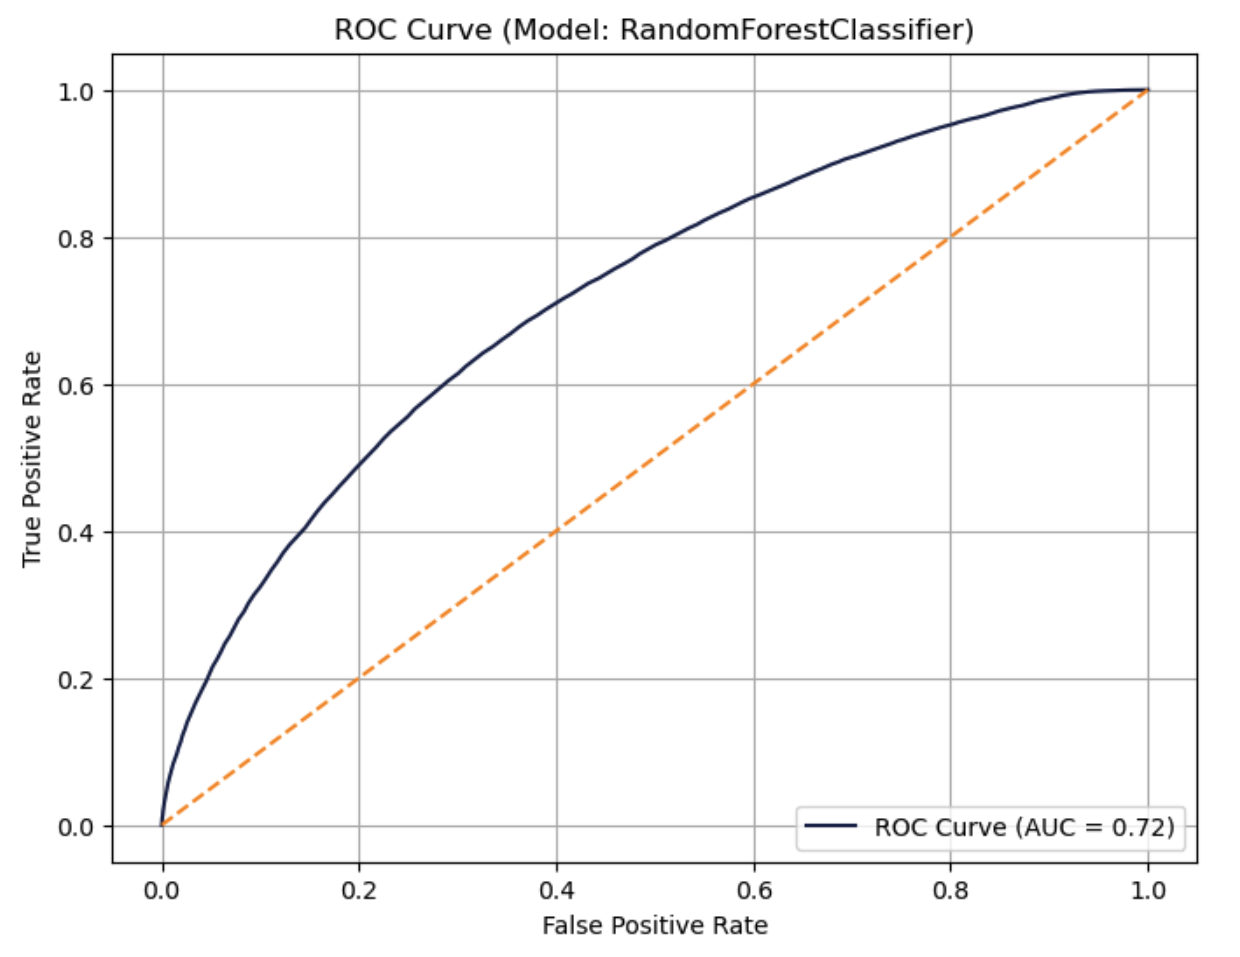 ROC Curve (Model: RandomForestClassifier)
True Positive Rate
1.0
0.8
0.6
0.4
0.2
0.0
ROC Curve (AUC = 0.72)
0.0 0.2 0.4 0.6 0.8 1.0
False Positive Rate